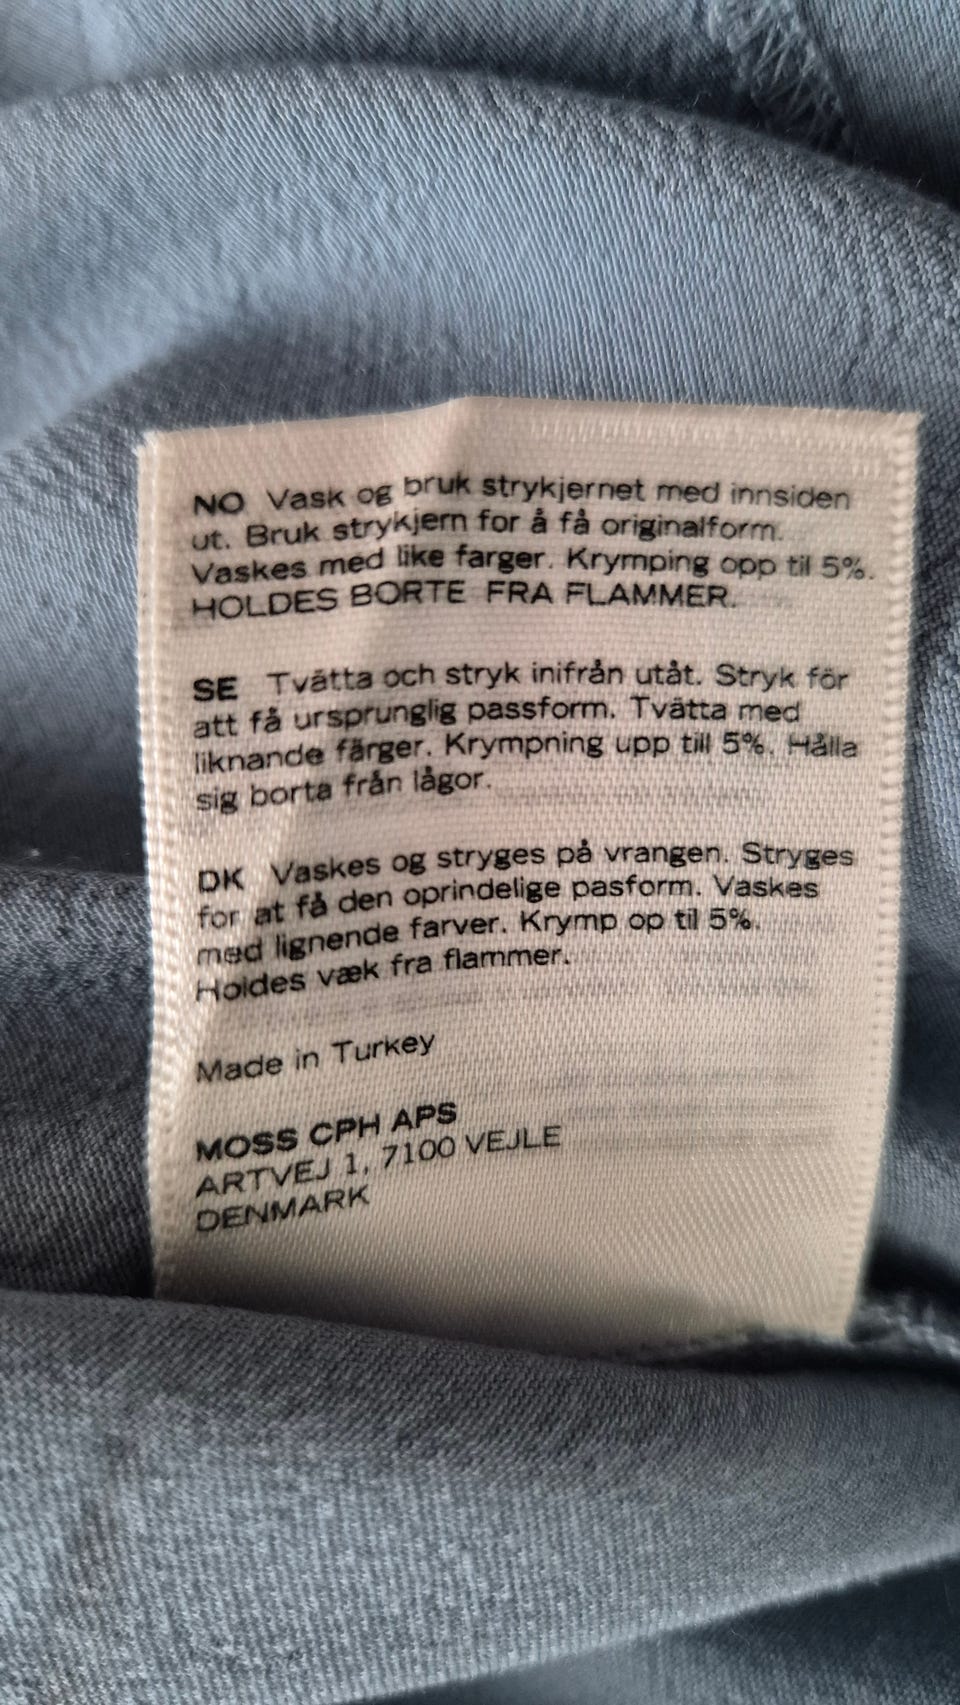 NO Vask og bruk strykjernet med innsiden
ut. Bruk strykjern for å få originalform.
Vaskes med like farger. Krymping opp til 5%.
HOLDES BORTE FRA FLAMMER.
SE Tvätta och stryk inifrån utåt. Stryk för
att få ursprunglig passform. Tvätta med
liknande färger. Krympning upp till 5%. Hålla
sig borta från lågor.
DK Vaskes og stryges på vrangen. Stryges
for at få den oprindelige pasform. Vaskes
med lignende farver. Krymp op til 5%.
Holdes væk fra flammer.
Made in Turkey
MOSS CPH APS
ARTVEJ 1, 7100 VEJLE
DENMARK